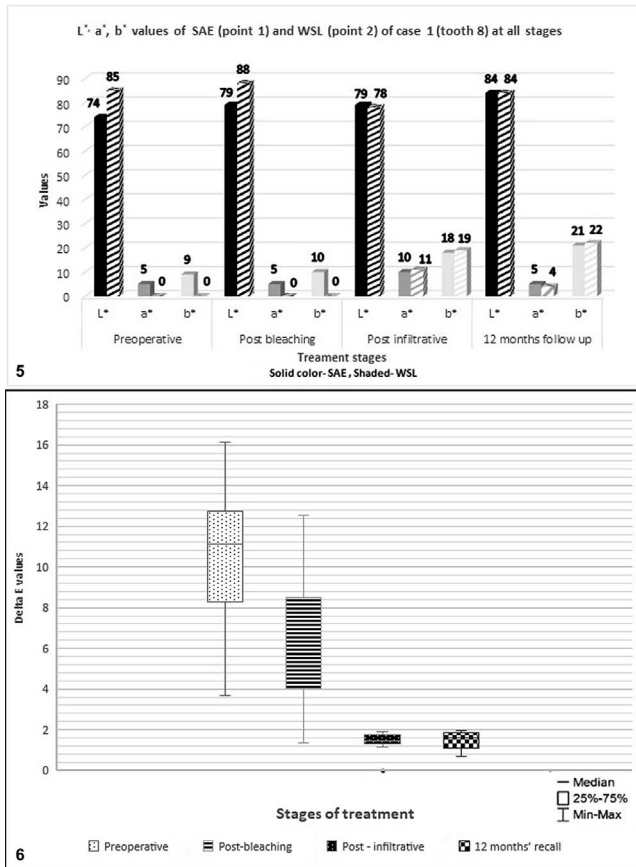 L*, a*, b* values of SAE (point 1) and WSL (point 2) of case 1 (tooth 8) at all stages
90
80
70
60
50
40
30
20
10
0
Values
74 85 5 0 9 0
79 88 5 0 10 0
79 78 10 11 18 19
84 84 5 4 21 22
L* a* b* L* a* b* L* a* b* L* a* b*
Preoperative Post bleaching Post infiltrative 12 months follow up
Treament stages
Solid color- SAE , Shaded- WSL
5
18
16
14
12
10
8
6
4
2
0
Delta E values
Stages of treatment
Median
25%-75%
Min-Max
Preoperative Post-bleaching Post - infiltrative 12 months' recall
6